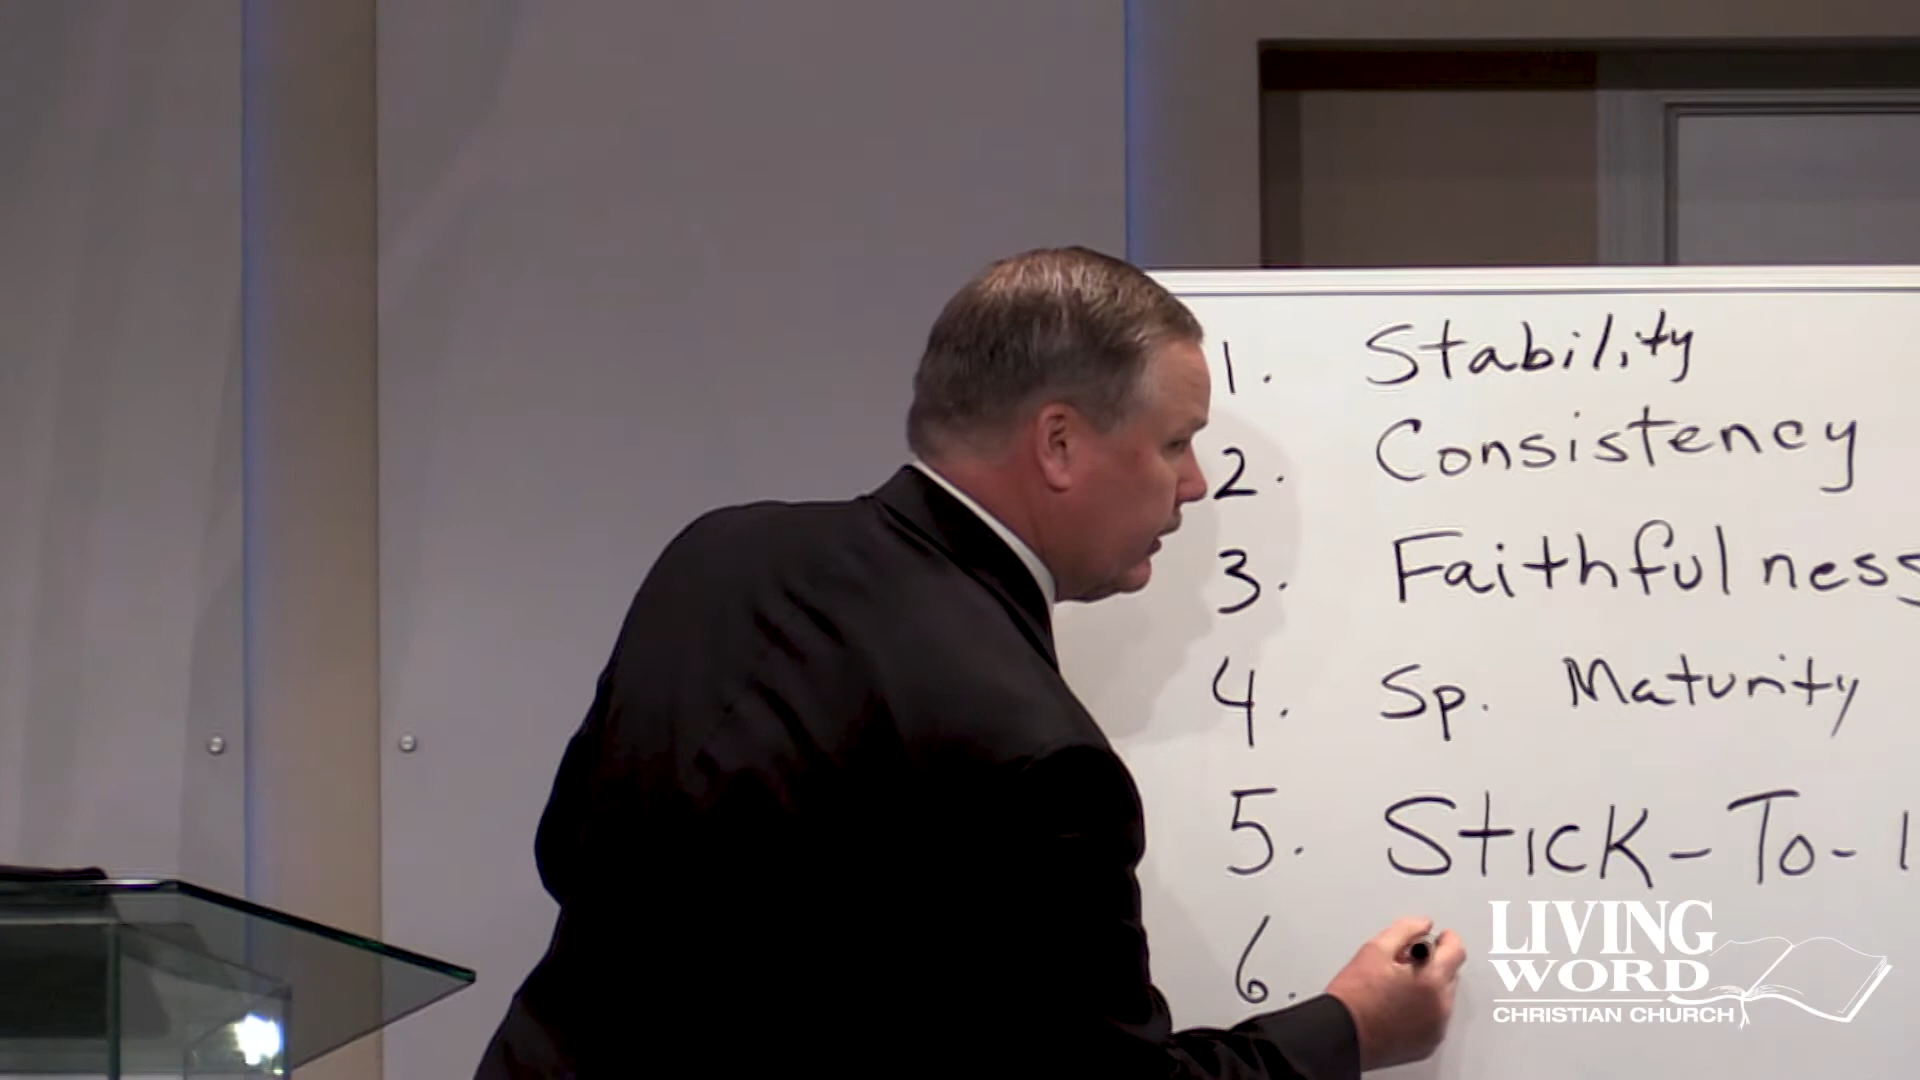 1. Stability
2. Consistency
3. Faithfulness
4. Sp. Maturity
5. Stick-To-I
6.
LIVING
WORD
CHRISTIAN CHURCH